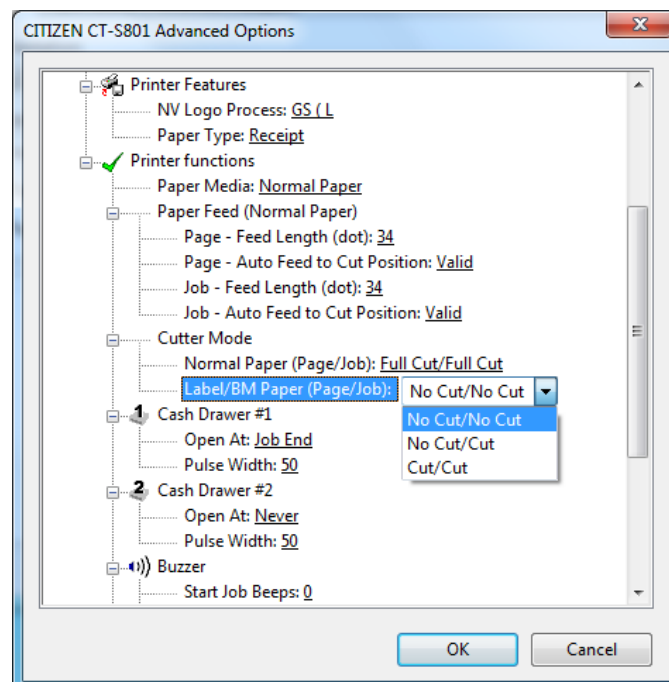 CITIZEN CT-S801 Advanced Options
Printer Features
NV Logo Process: GS ( L
Paper Type: Receipt
Printer functions
Paper Media: Normal Paper
Paper Feed (Normal Paper)
Page - Feed Length (dot): 34
Page - Auto Feed to Cut Position: Valid
Job - Feed Length (dot): 34
Job - Auto Feed to Cut Position: Valid
Cutter Mode
Normal Paper (Page/Job): Full Cut/Full Cut
Label/BM Paper (Page/Job): No Cut/No Cut
No Cut/No Cut
No Cut/Cut
Cut/Cut
1 Cash Drawer #1
Open At: Job End
Pulse Width: 50
2 Cash Drawer #2
Open At: Never
Pulse Width: 50
Buzzer
Start Job Beeps: 0
OK Cancel